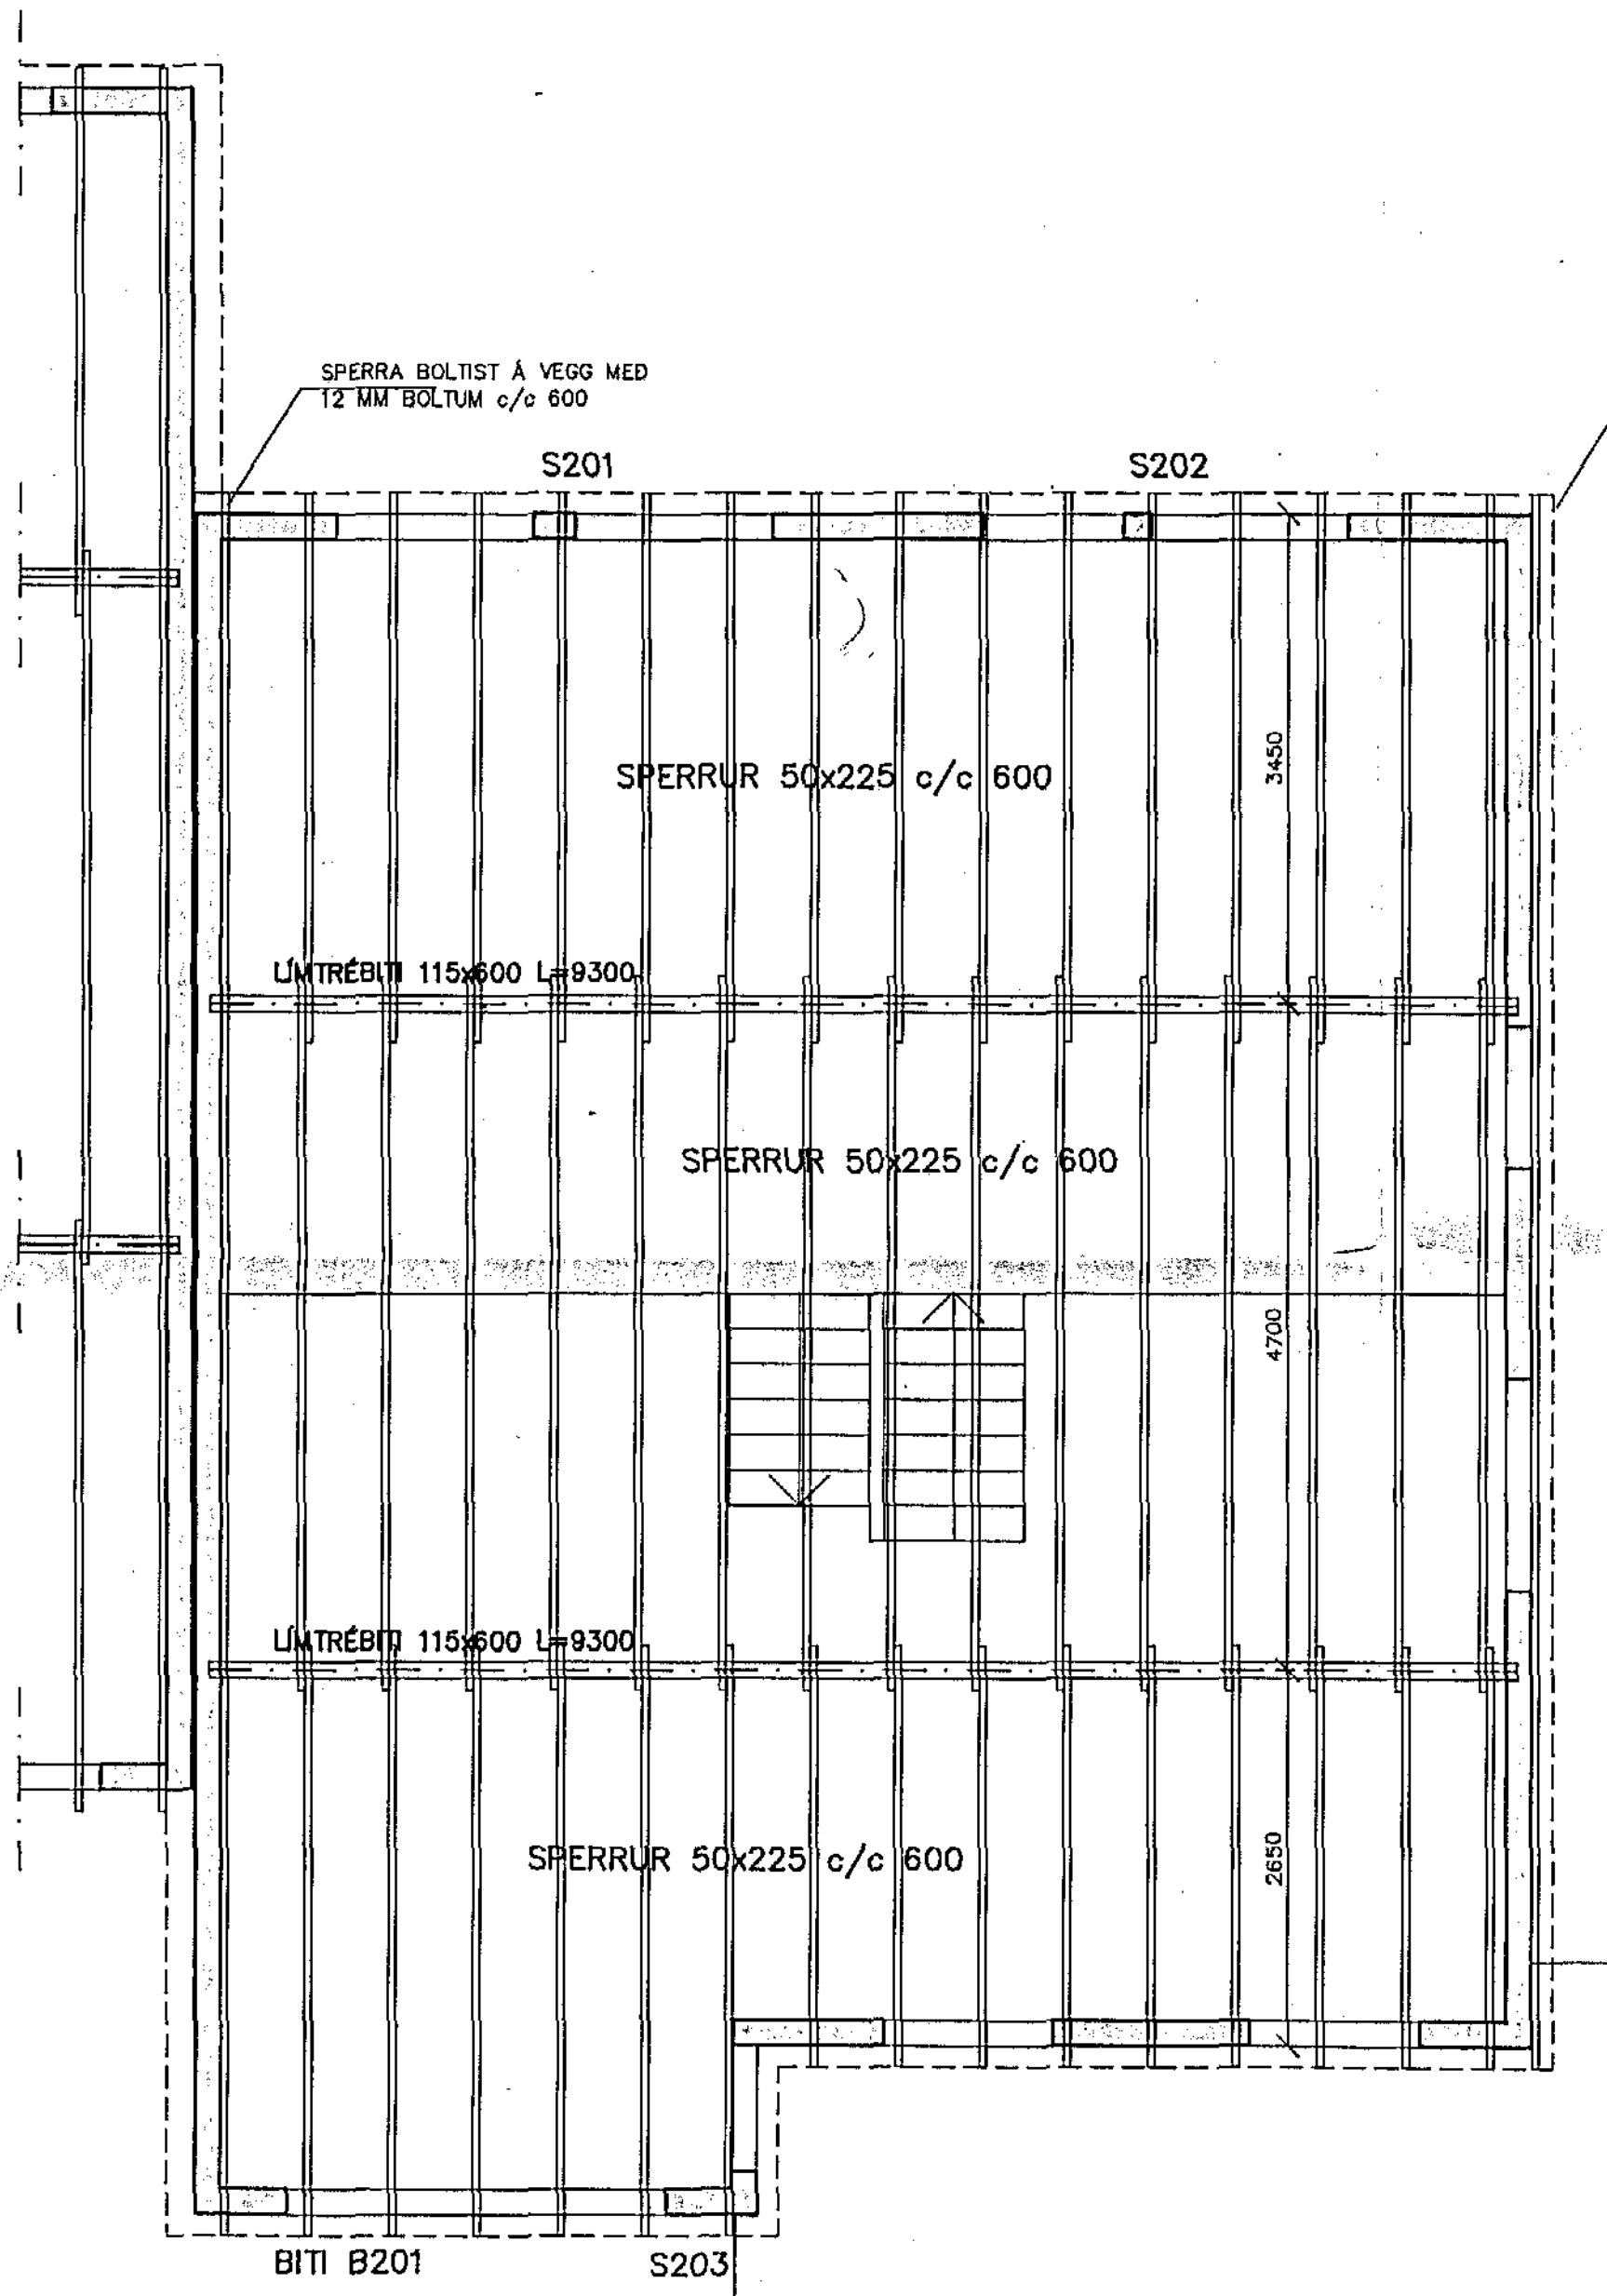 SPERRA BOLTIST Á VEGG MED
12 MM BOLTUM c/c 600
S201
S202
SPERRUR 50x225 c/c 600
3450
LÍMTRÉBITI 115x600 L=9300
SPERRUR 50x225 c/c 600
4700
LÍMTRÉBITI 115x600 L=9300
SPERRUR 50x225 c/c 600
2650
BITI B201
S203